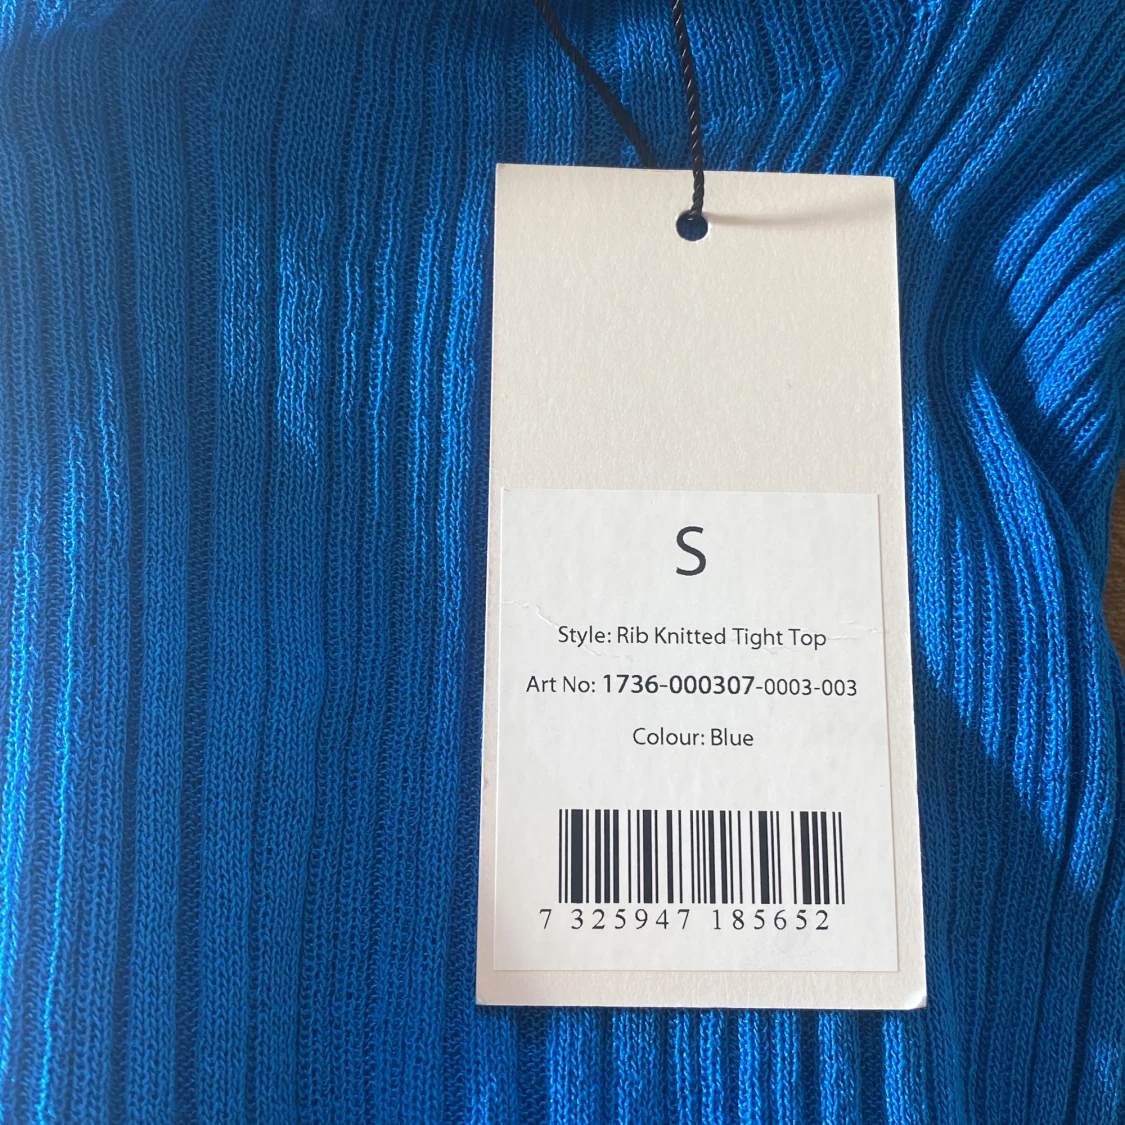 S
Style: Rib Knitted Tight Top
Art No: 1736-000307-0003-003
Colour: Blue
7 325947 185652